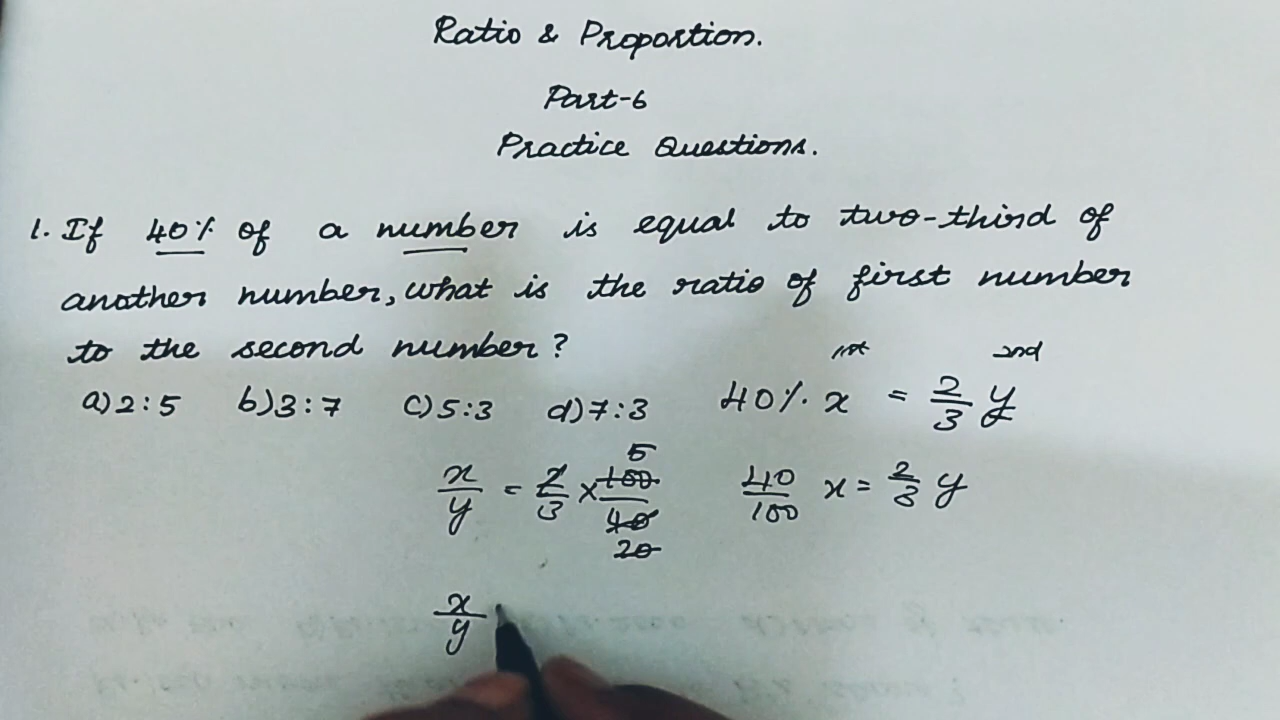 Ratio & Proportion.
Part-6
Practice Questions.
1. If 40% of a number is equal to two-third of
another number, what is the ratio of first number
to the second number?
a) 2:5 b) 3:7 c) 5:3 d) 7:3
1st 2nd
40% x = 2/3 y
40/100 x = 2/3 y
x/y = 2/3 × 100/40
5
20
x/y